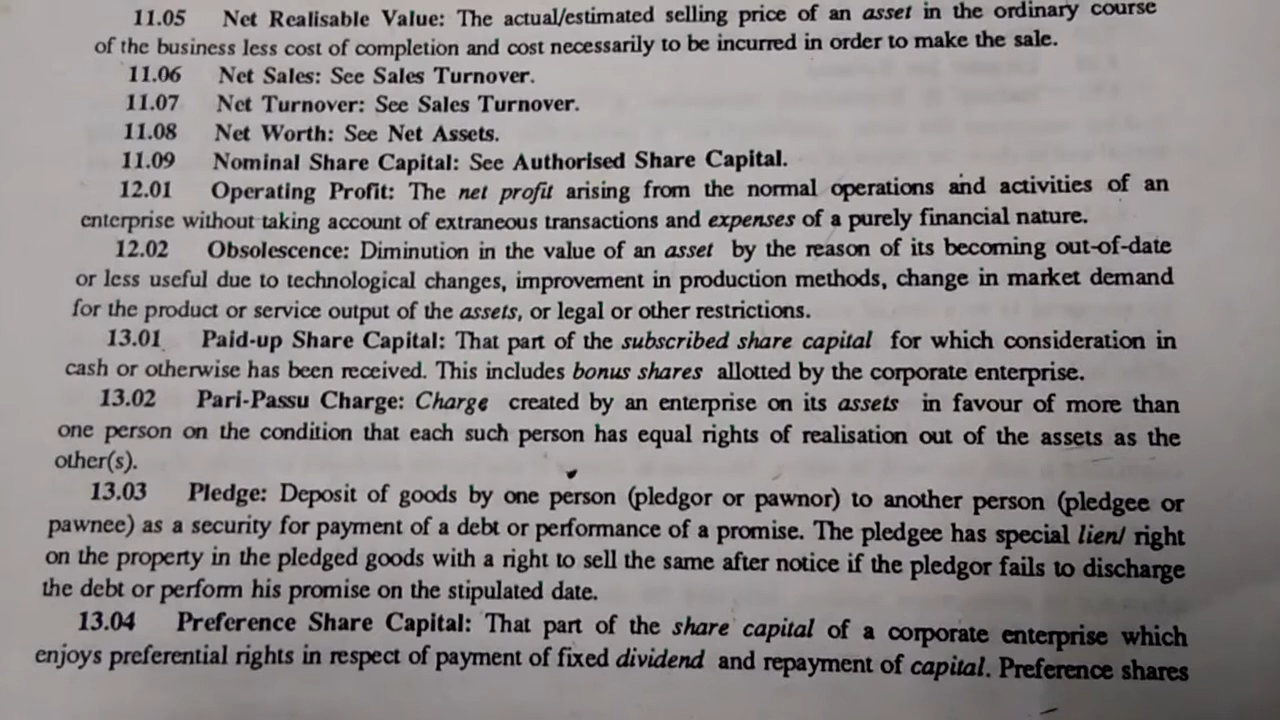 11.05 Net Realisable Value: The actual/estimated selling price of an asset in the ordinary course
of the business less cost of completion and cost necessarily to be incurred in order to make the sale.
11.06 Net Sales: See Sales Turnover.
11.07 Net Turnover: See Sales Turnover.
11.08 Net Worth: See Net Assets.
11.09 Nominal Share Capital: See Authorised Share Capital.
12.01 Operating Profit: The net profit arising from the normal operations and activities of an
enterprise without taking account of extraneous transactions and expenses of a purely financial nature.
12.02 Obsolescence: Diminution in the value of an asset by the reason of its becoming out-of-date
or less useful due to technological changes, improvement in production methods, change in market demand
for the product or service output of the assets, or legal or other restrictions.
13.01 Paid-up Share Capital: That part of the subscribed share capital for which consideration in
cash or otherwise has been received. This includes bonus shares allotted by the corporate enterprise.
13.02 Pari-Passu Charge: Charge created by an enterprise on its assets in favour of more than
one person on the condition that each such person has equal rights of realisation out of the assets as the
other(s).
13.03 Pledge: Deposit of goods by one person (pledgor or pawnor) to another person (pledgee or
pawnee) as a security for payment of a debt or performance of a promise. The pledgee has special lien/ right
on the property in the pledged goods with a right to sell the same after notice if the pledgor fails to discharge
the debt or perform his promise on the stipulated date.
13.04 Preference Share Capital: That part of the share capital of a corporate enterprise which
enjoys preferential rights in respect of payment of fixed dividend and repayment of capital. Preference shares